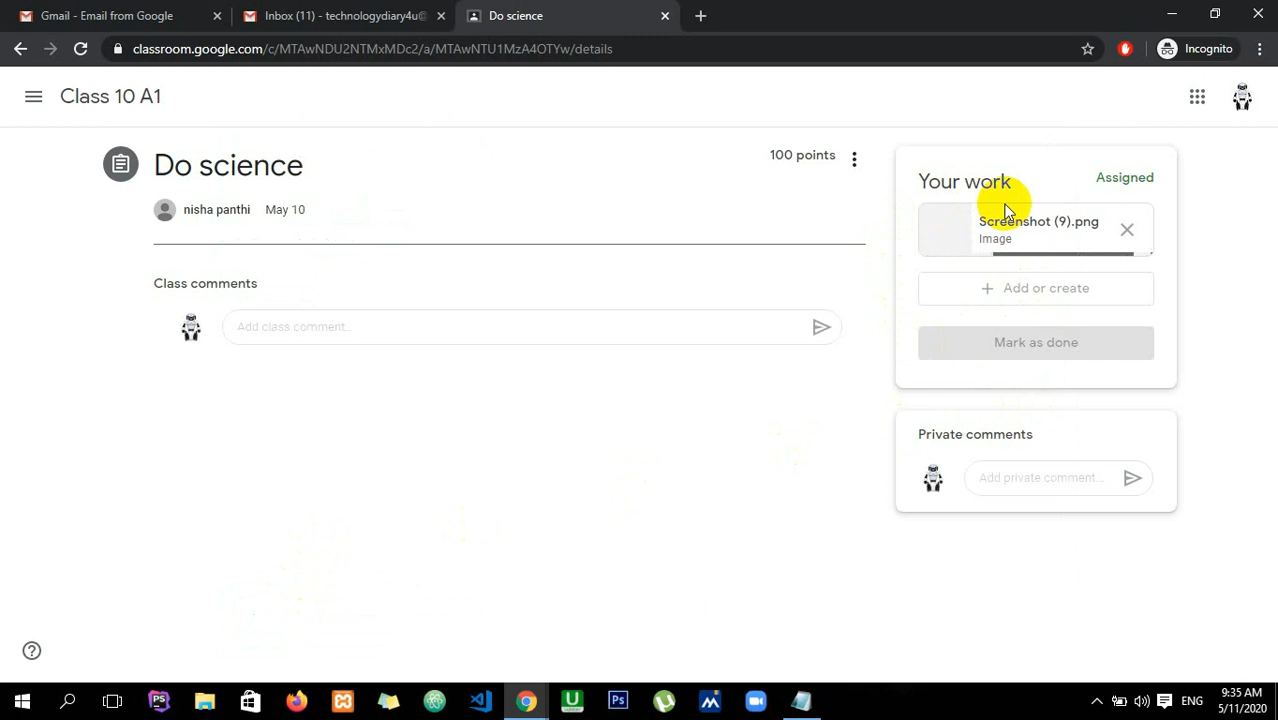 Gmail - Email from Google
Inbox (11) - technologydiary4u@
Do science
classroom.google.com/c/MTAwNDU2NTMxMDc2/a/MTAwNTU1MzA4OTYw/details
Incognito
Class 10 A1
Do science
100 points
nisha panthi May 10
Class comments
Add class comment...
Your work
Assigned
Screenshot (9).png
Image
+ Add or create
Mark as done
Private comments
Add private comment...
ENG
9:35 AM
5/11/2020